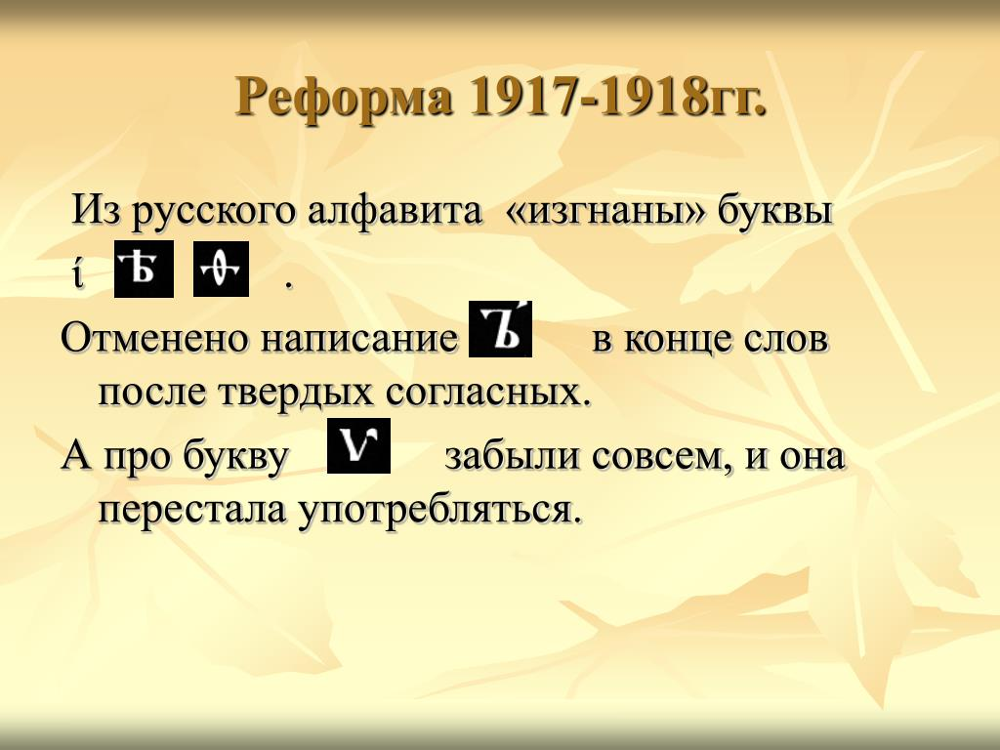 Реформа 1917-1918гг.
Из русского алфавита «изгнаны» буквы
ί Ѣ Ѳ .
Отменено написание Ъ в конце слов
после твердых согласных.
А про букву Ѵ забыли совсем, и она
перестала употребляться.